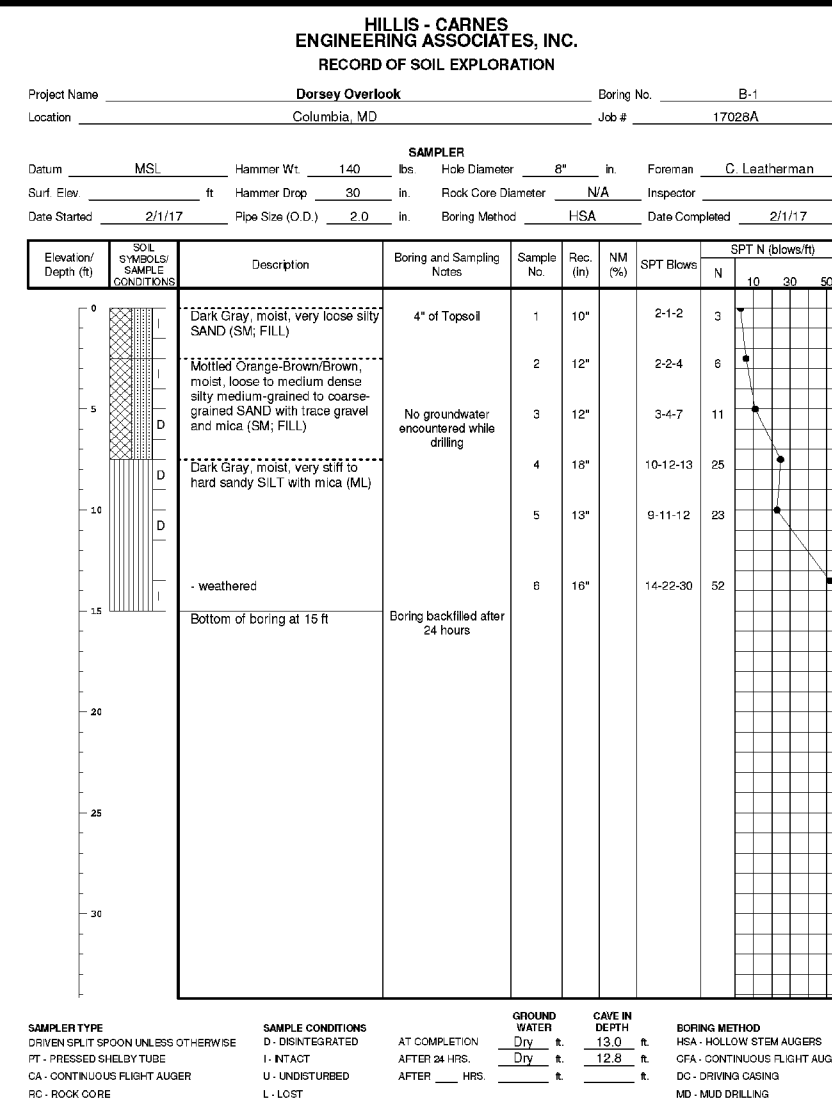 HILLIS - CARNES
ENGINEERING ASSOCIATES, INC.
RECORD OF SOIL EXPLORATION
Project Name Dorsey Overlook Boring No. B-1
Location Columbia, MD Job # 17028A
SAMPLER
Datum MSL Hammer Wt. 140 lbs. Hole Diameter 8" in. Foreman C. Leatherman
Surf. Elev. ft Hammer Drop 30 in. Rock Core Diameter N/A Inspector
Date Started 2/1/17 Pipe Size (O.D.) 2.0 in. Boring Method HSA Date Completed 2/1/17
Elevation/ Depth (ft) SOIL SYMBOLS/ SAMPLE CONDITIONS Description Boring and Sampling Notes Sample No. Rec. (in) NM (%) SPT Blows SPT N (blows/ft)
N 10 30 50
0 I Dark Gray, moist, very loose silty 4" of Topsoil 1 10" 2-1-2 3
SAND (SM; FILL)
I Mottled Orange-Brown/Brown, 2 12" 2-2-4 6
moist, loose to medium dense
silty medium-grained to coarse-
5 D grained SAND with trace gravel No groundwater 3 12" 3-4-7 11
and mica (SM; FILL) encountered while
drilling
D Dark Gray, moist, very stiff to 4 18" 10-12-13 25
hard sandy SILT with mica (ML)
10 D 5 13" 9-11-12 23
I - weathered 6 16" 14-22-30 52
15 Bottom of boring at 15 ft Boring backfilled after
24 hours
20
25
30
GROUND WATER CAVE IN DEPTH
SAMPLER TYPE SAMPLE CONDITIONS BORING METHOD
DRIVEN SPLIT SPOON UNLESS OTHERWISE D - DISINTEGRATED AT COMPLETION Dry ft. 13.0 ft. HSA - HOLLOW STEM AUGERS
PT - PRESSED SHELBY TUBE I - INTACT AFTER 24 HRS. Dry ft. 12.8 ft. CFA - CONTINUOUS FLIGHT AUG
CA - CONTINUOUS FLIGHT AUGER U - UNDISTURBED AFTER HRS. ft. ft. DC - DRIVING CASING
RC - ROCK CORE L - LOST MD - MUD DRILLING